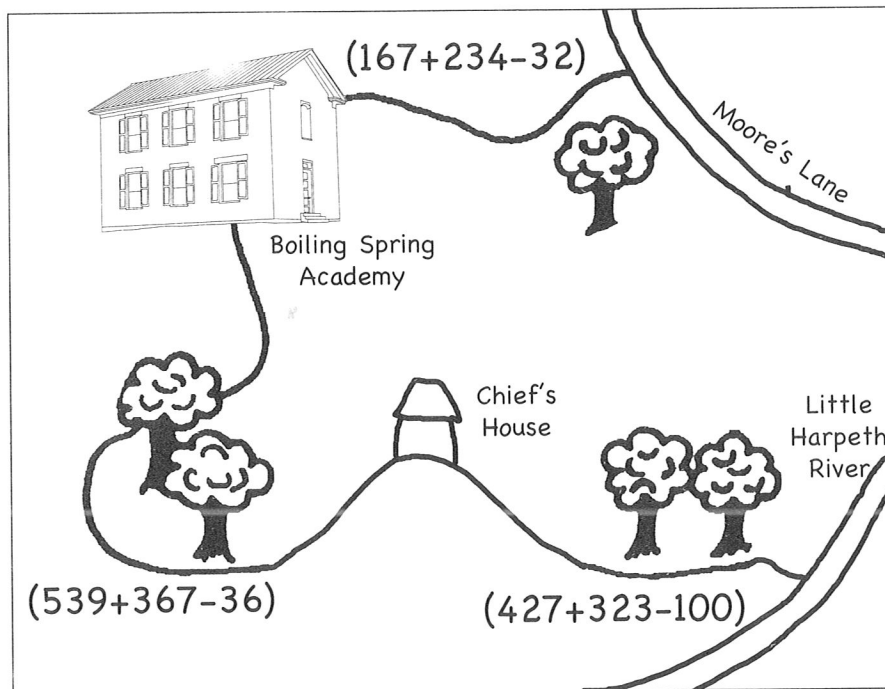 (167+234-32)
Moore's Lane
Boiling Spring
Academy
Chief's
House
Little
Harpeth
River
(539+367-36)
(427+323-100)